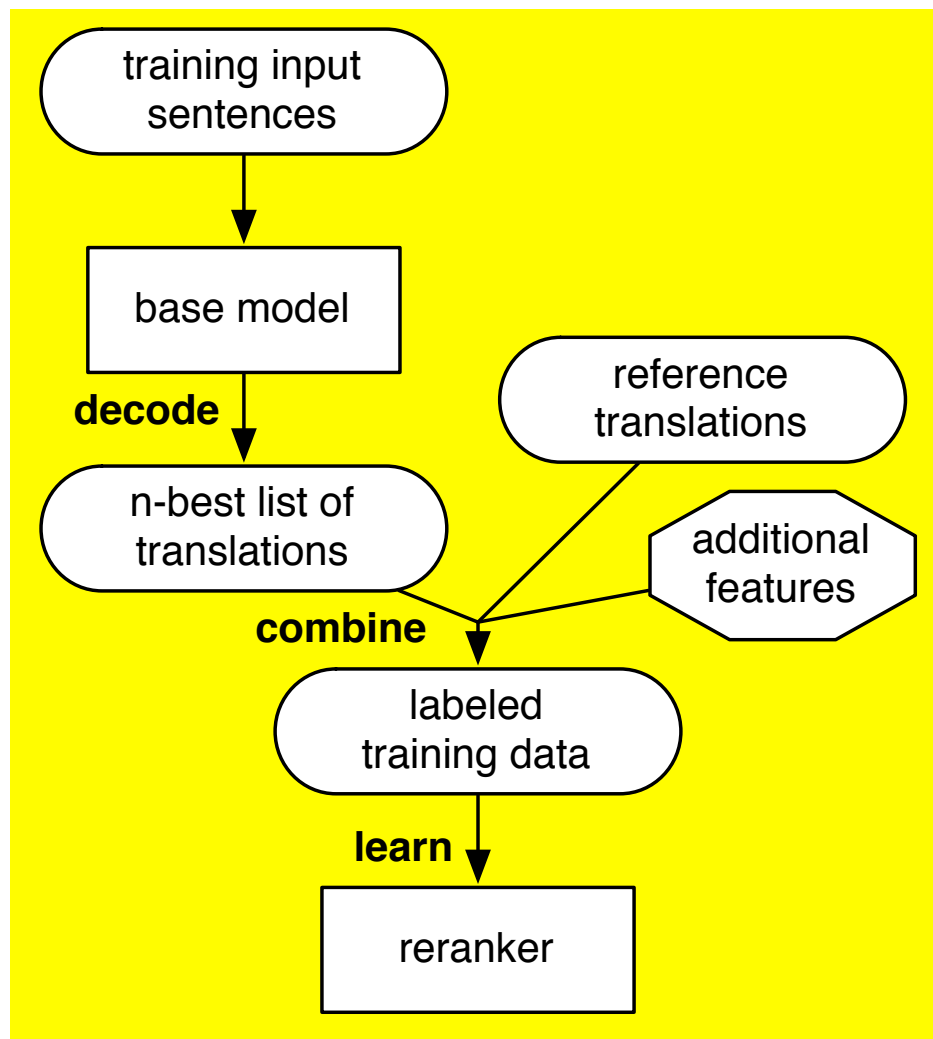 training input
sentences
base model
decode
reference
translations
n-best list of
translations
additional
features
combine
labeled
training data
learn
reranker